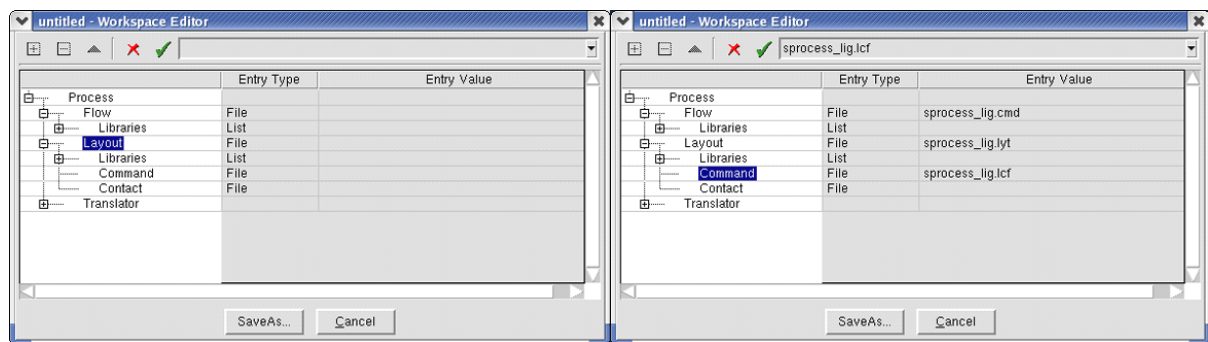 untitled - Workspace Editor
Entry Type Entry Value
Process
Flow File
Libraries List
Layout File
Libraries List
Command File
Contact File
Translator
SaveAs... Cancel
untitled - Workspace Editor
sprocess_lig.lcf
Entry Type Entry Value
Process
Flow File sprocess_lig.cmd
Libraries List
Layout File sprocess_lig.lyt
Libraries List
Command File sprocess_lig.lcf
Contact File
Translator
SaveAs... Cancel